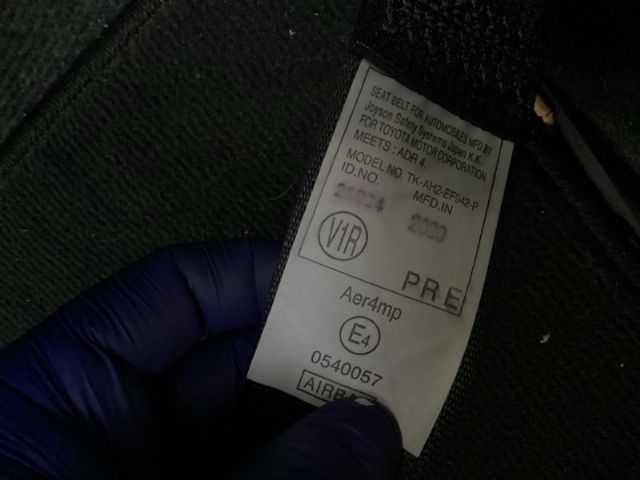 SEAT BELT FOR AUTOMOBILES MFD. BY
Joyson Safety Systems Japan K.K.
FOR TOYOTA MOTOR CORPORATION
MEETS : ADR 4
MODEL NO. TK-AH2-EF942-P
ID.NO. MFD.IN
2020
V1R
PRE
Aer4mp
E4
0540057